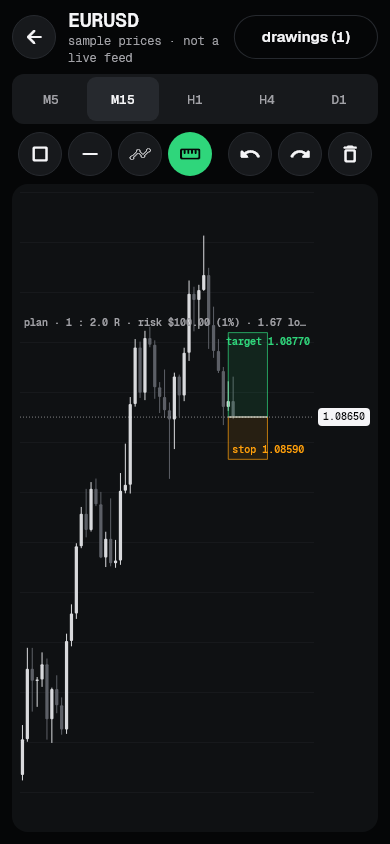 EURUSD
sample prices · not a
live feed
drawings (1)
M5 M15 H1 H4 D1
plan · 1 : 2.0 R · risk $100.00 (1%) · 1.67 lo…
target 1.08770
1.08650
stop 1.08590